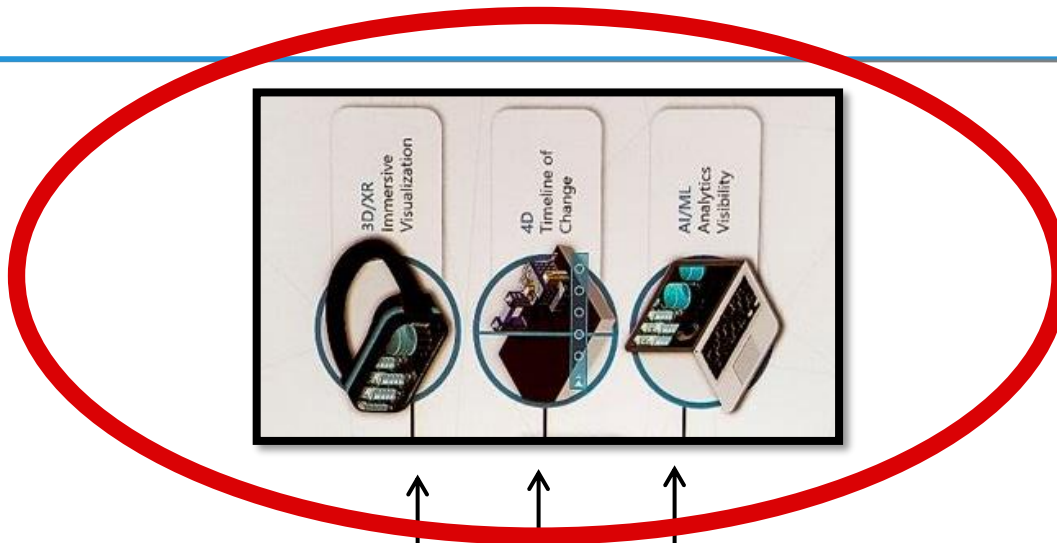 3D/XR
Immersive
Visualization
4D
Timeline of
Change
AI/ML
Analytics
Visibility